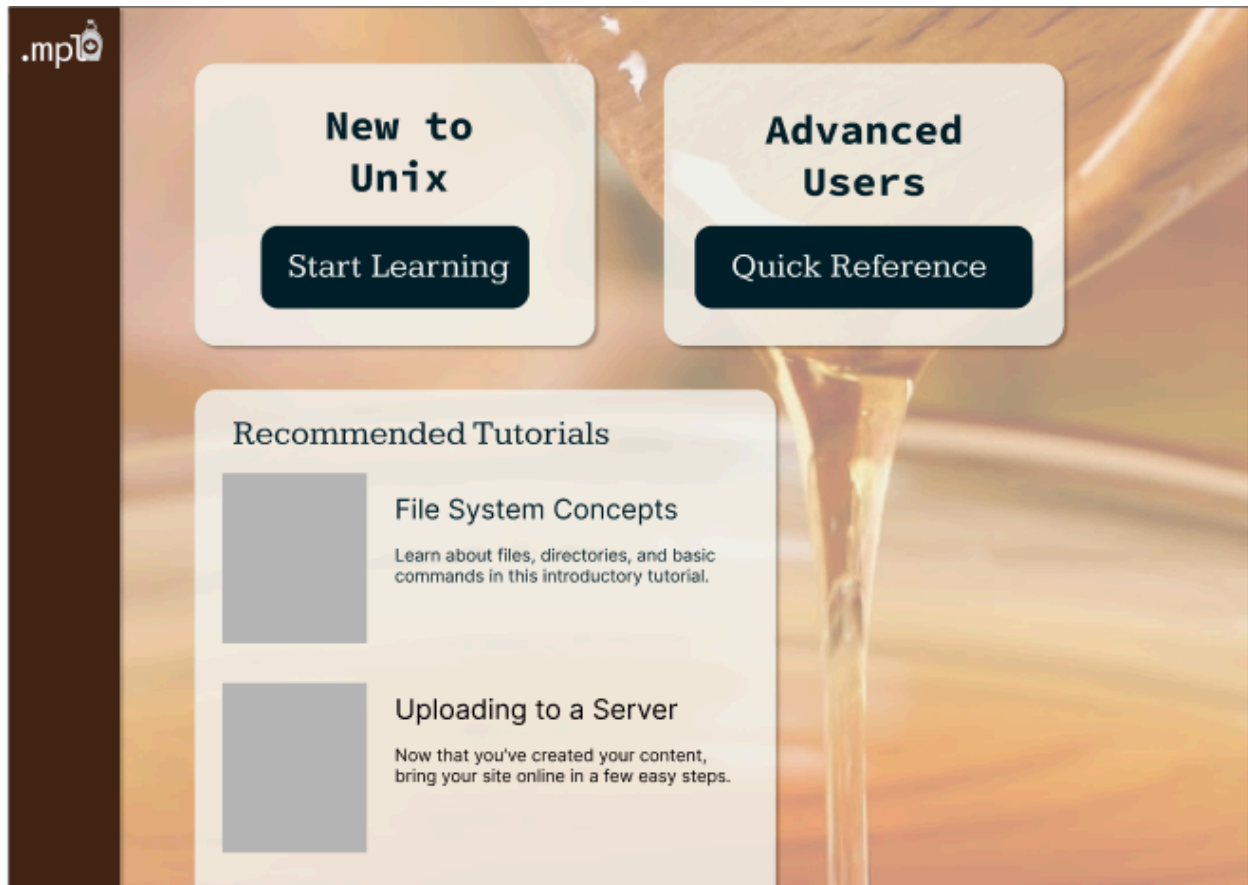 .mpl
New to
Unix
Start Learning
Advanced
Users
Quick Reference
Recommended Tutorials
File System Concepts
Learn about files, directories, and basic
commands in this introductory tutorial.
Uploading to a Server
Now that you've created your content,
bring your site online in a few easy steps.